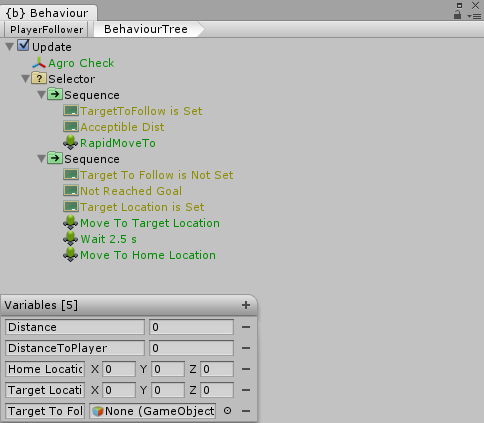 {b} Behaviour
PlayerFollower BehaviourTree
Update
Agro Check
Selector
Sequence
TargetToFollow is Set
Acceptible Dist
RapidMoveTo
Sequence
Target To Follow is Not Set
Not Reached Goal
Target Location is Set
Move To Target Location
Wait 2.5 s
Move To Home Location
Variables [5] +
Distance 0 −
DistanceToPlayer 0 −
Home Locatic X 0 Y 0 Z 0 −
Target Locati X 0 Y 0 Z 0 −
Target To Fol None (GameObject −